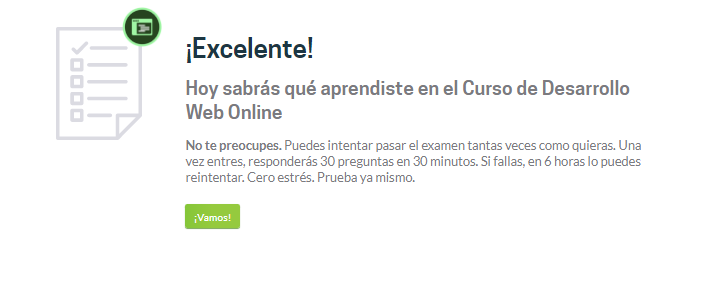 ¡Excelente!
Hoy sabrás qué aprendiste en el Curso de Desarrollo
Web Online
No te preocupes. Puedes intentar pasar el examen tantas veces como quieras. Una
vez entres, responderás 30 preguntas en 30 minutos. Si fallas, en 6 horas lo puedes
reintentar. Cero estrés. Prueba ya mismo.
¡Vamos!